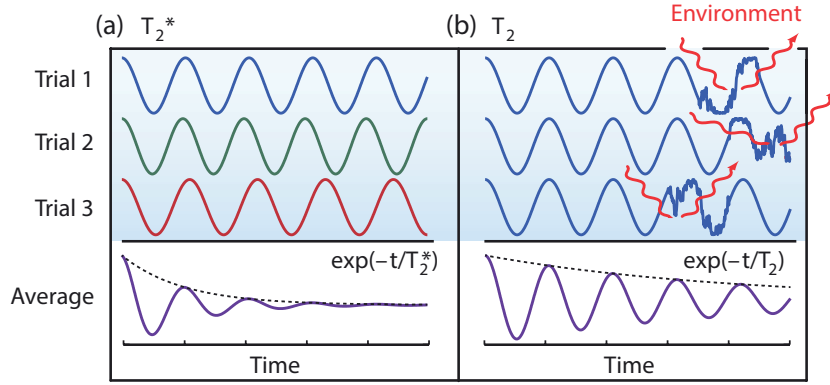 (a) T₂*
(b) T₂
Environment
Trial 1
Trial 2
Trial 3
Average
exp(−t/T₂*)
exp(−t/T₂)
Time
Time